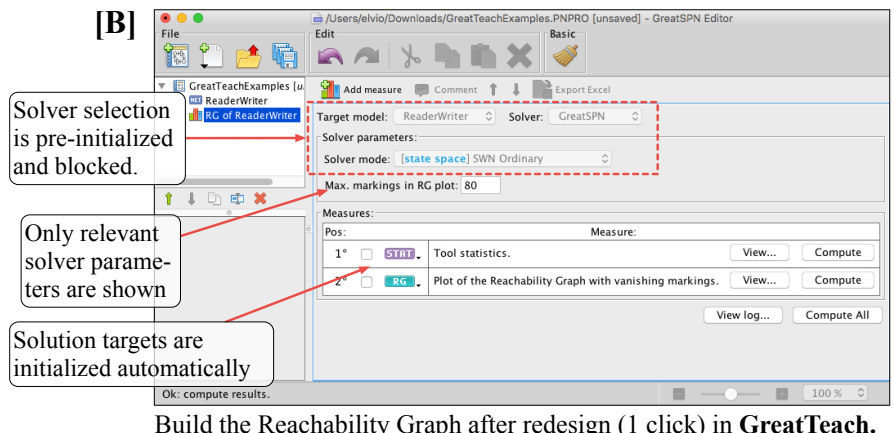 [B]
/Users/elvio/Downloads/GreatTeachExamples.PNPRO [unsaved] - GreatSPN Editor
File
Edit
Basic
GreatTeachExamples [u
Add measure
Comment
Export Excel
ReaderWriter
RG of ReaderWriter
Target model:
ReaderWriter
Solver:
GreatSPN
Solver parameters:
Solver mode:
[state space] SWN Ordinary
Max. markings in RG plot:
80
Measures:
Pos:
Measure:
1°
STAT
Tool statistics.
View...
Compute
2°
RG
Plot of the Reachability Graph with vanishing markings.
View...
Compute
View log...
Compute All
Ok: compute results.
100 %
Solver selection
is pre-initialized
and blocked.
Only relevant
solver parame-
ters are shown
Solution targets are
initialized automatically
Build the Reachability Graph after redesign (1 click) in GreatTeach.